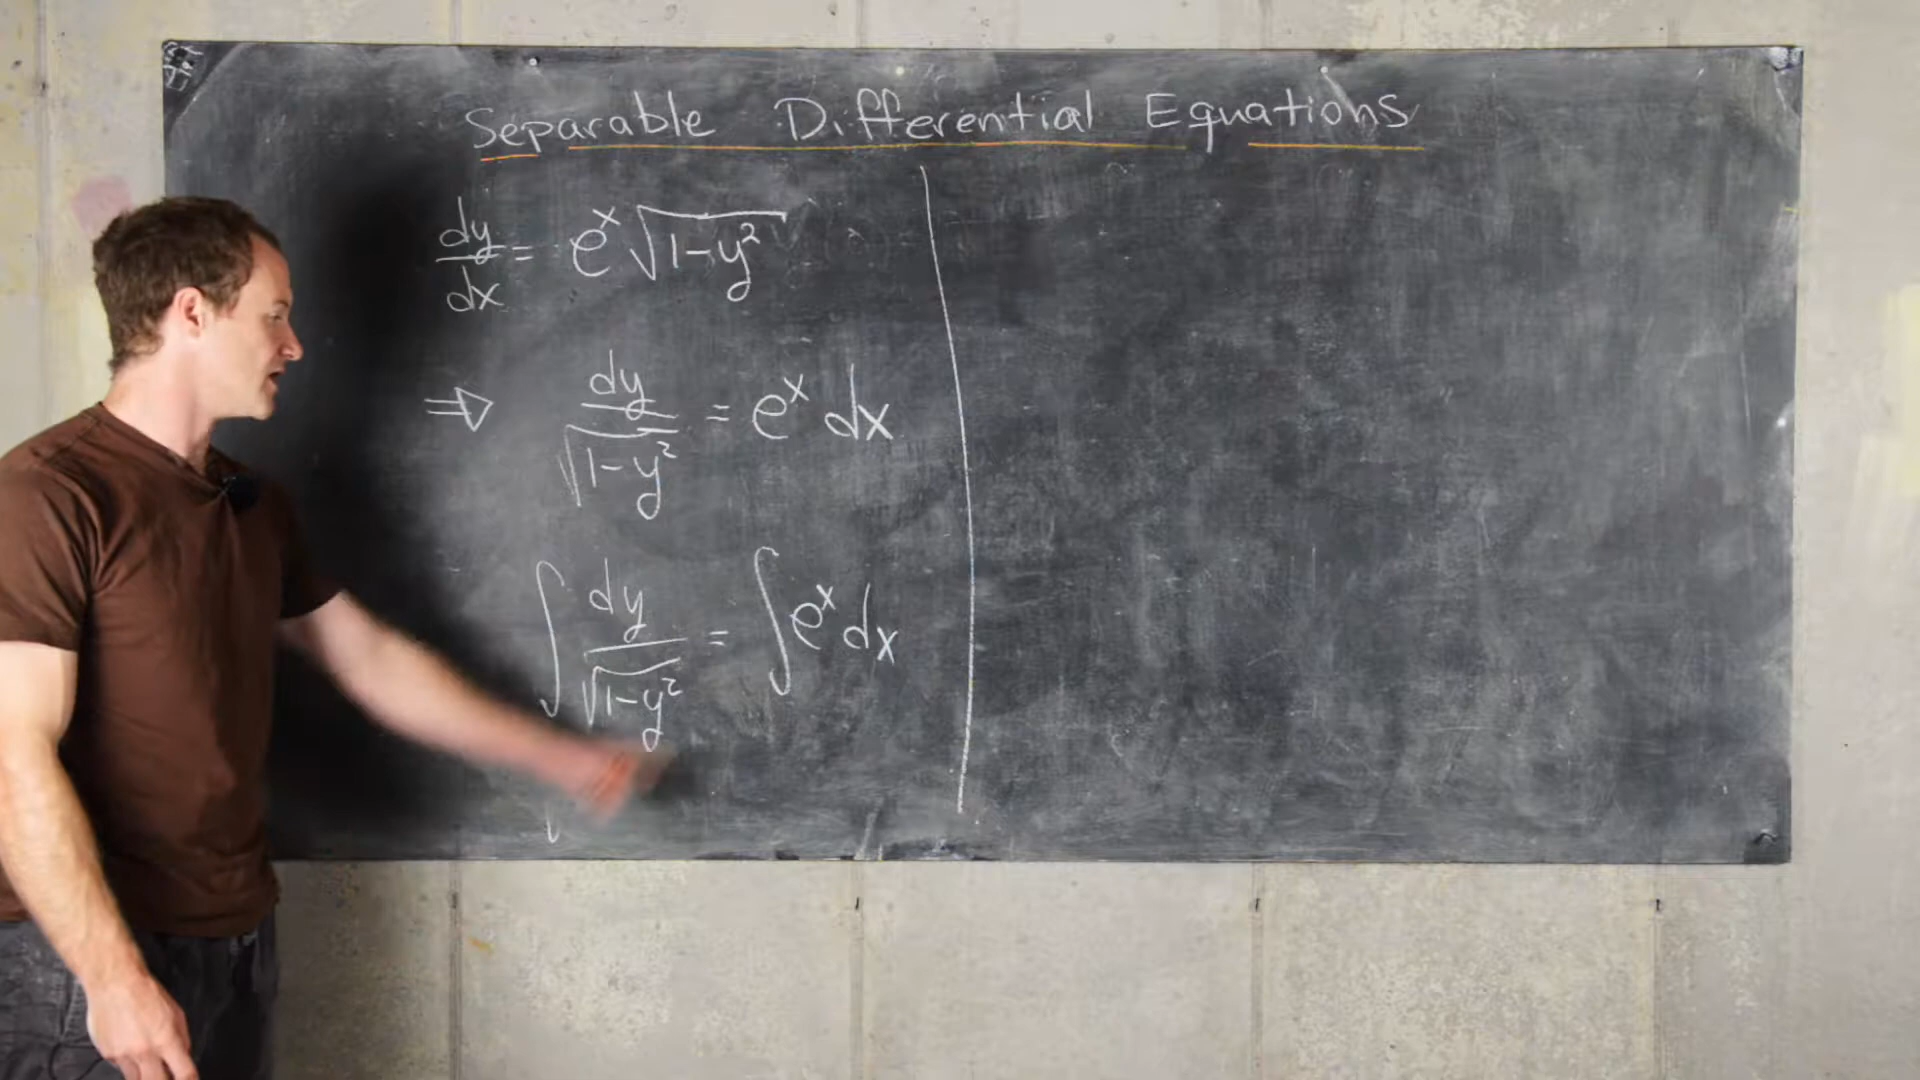 Separable Differential Equations
dy/dx = e^x √(1-y²)
⇒ dy/√(1-y²) = e^x dx
∫ dy/√(1-y²) = ∫ e^x dx